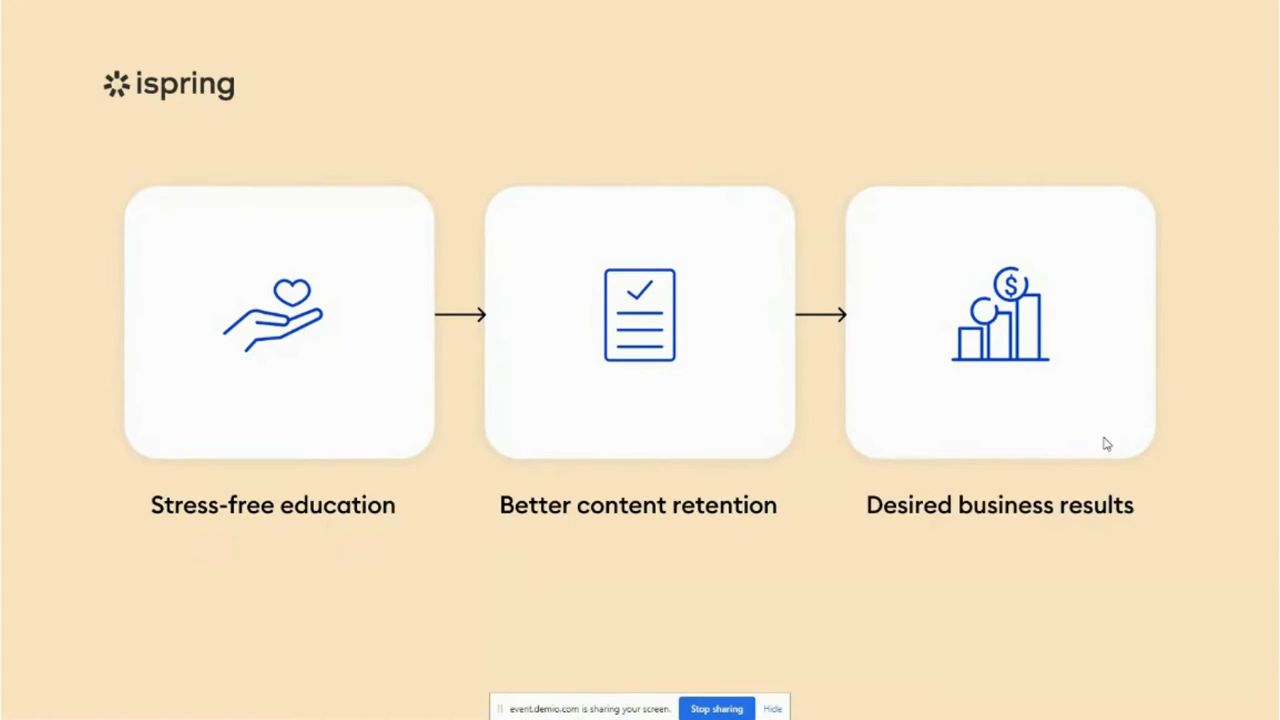 ispring
$
Stress-free education
Better content retention
Desired business results
event.demio.com is sharing your screen.
Stop sharing
Hide